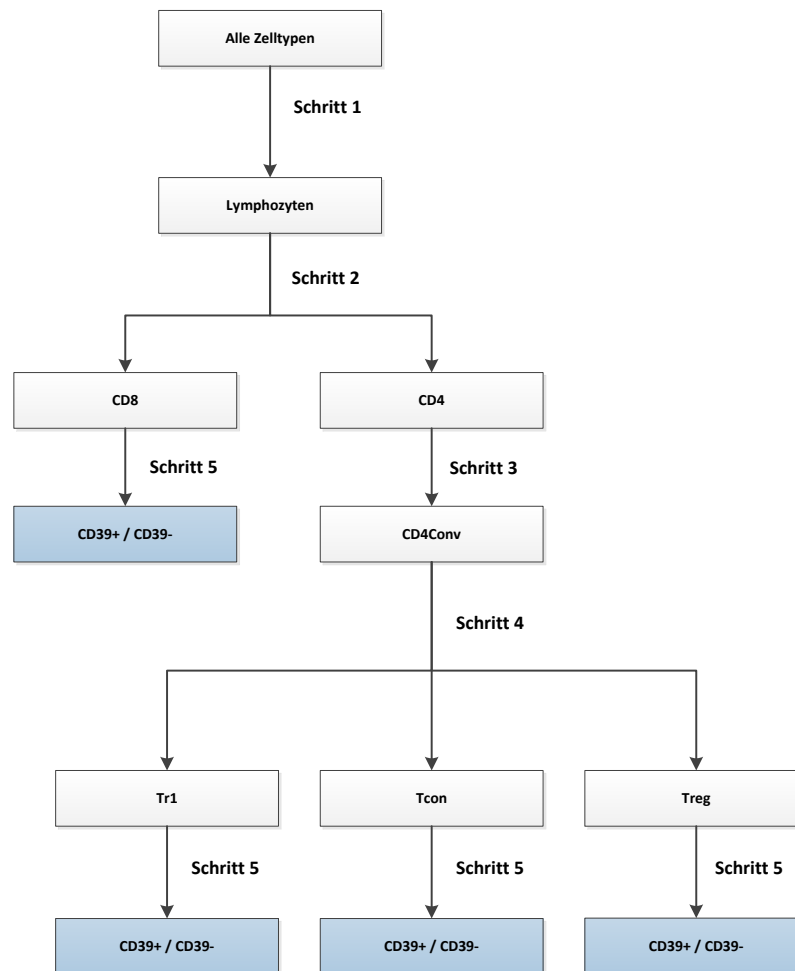 Alle Zelltypen
Schritt 1
Lymphozyten
Schritt 2
CD8
CD4
Schritt 5
Schritt 3
CD39+ / CD39-
CD4Conv
Schritt 4
Tr1
Tcon
Treg
Schritt 5
Schritt 5
Schritt 5
CD39+ / CD39-
CD39+ / CD39-
CD39+ / CD39-